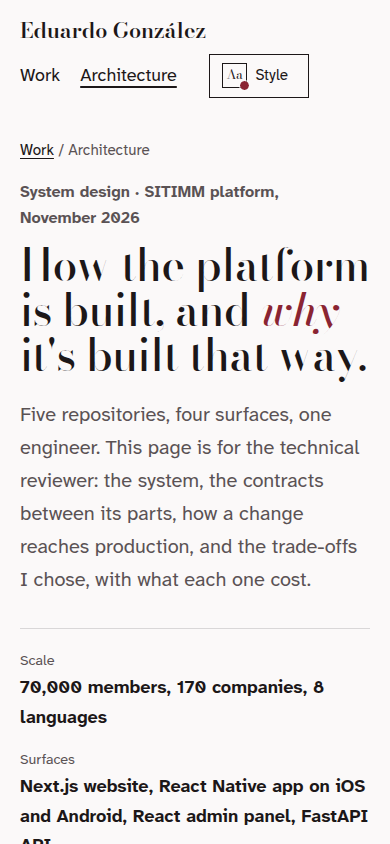 Eduardo González
Work Architecture
Aa Style
Work / Architecture
System design · SITIMM platform,
November 2026
How the platform
is built, and why
it's built that way.
Five repositories, four surfaces, one
engineer. This page is for the technical
reviewer: the system, the contracts
between its parts, how a change
reaches production, and the trade-offs
I chose, with what each one cost.
Scale
70,000 members, 170 companies, 8
languages
Surfaces
Next.js website, React Native app on iOS
and Android, React admin panel, FastAPI
API